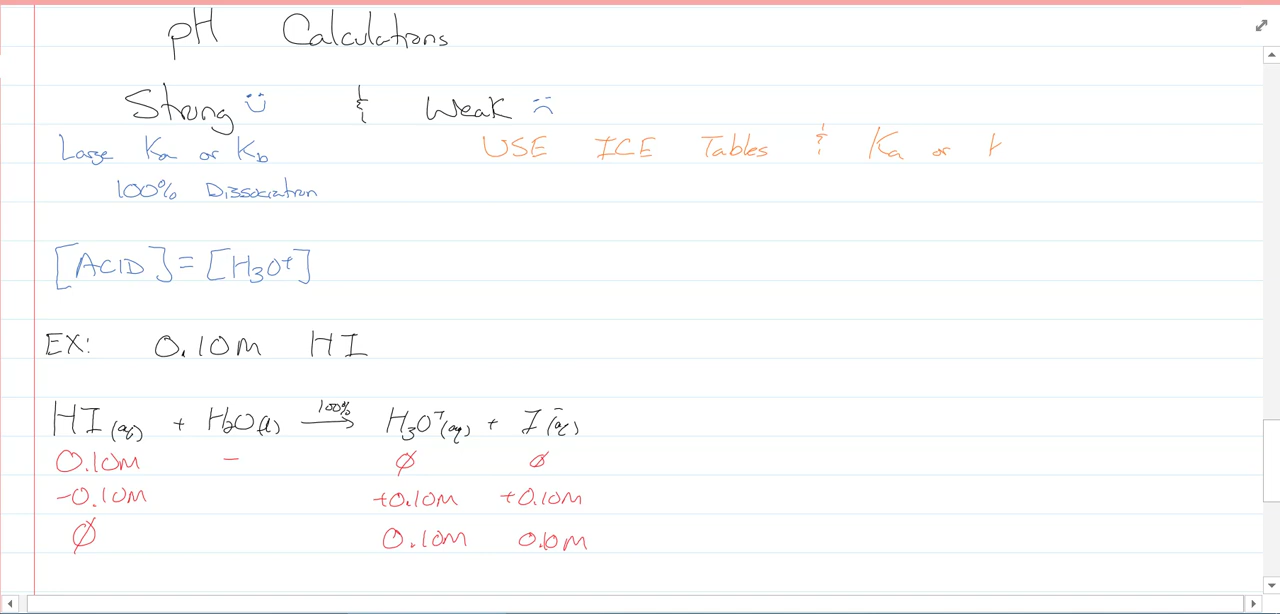 pH Calculations
Strong & Weak
Large Ka or Kb USE ICE Tables & Ka or
100% Dissociation
[ACID] = [H3O+]
EX: 0.10M HI
100%
HI(aq) + H2O(l) → H3O+(aq) + I-(aq)
0.10M - ∅ ∅
-0.10M +0.10M +0.10M
∅ 0.10M 0.10M